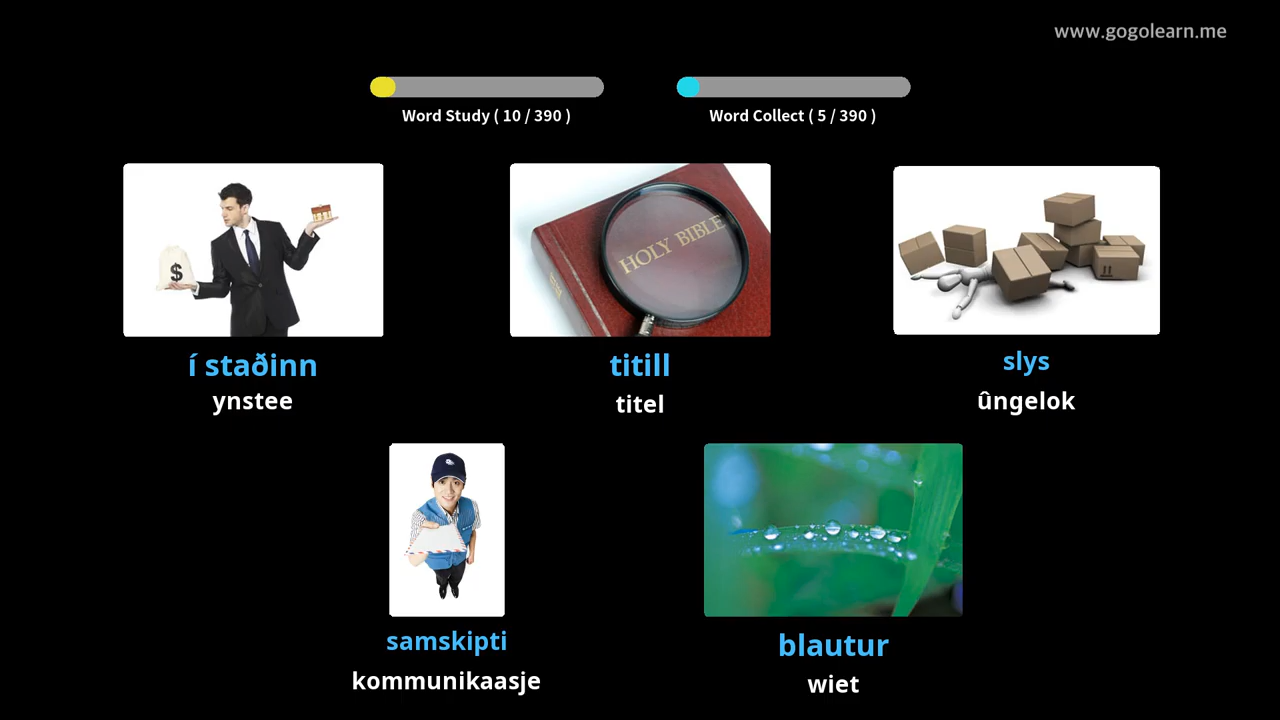 www.gogolearn.me
Word Study ( 10 / 390 )
Word Collect ( 5 / 390 )
HOLY BIBLE
$
í staðinn
ynstee
titill
titel
slys
ûngelok
samskipti
kommunikaasje
blautur
wiet